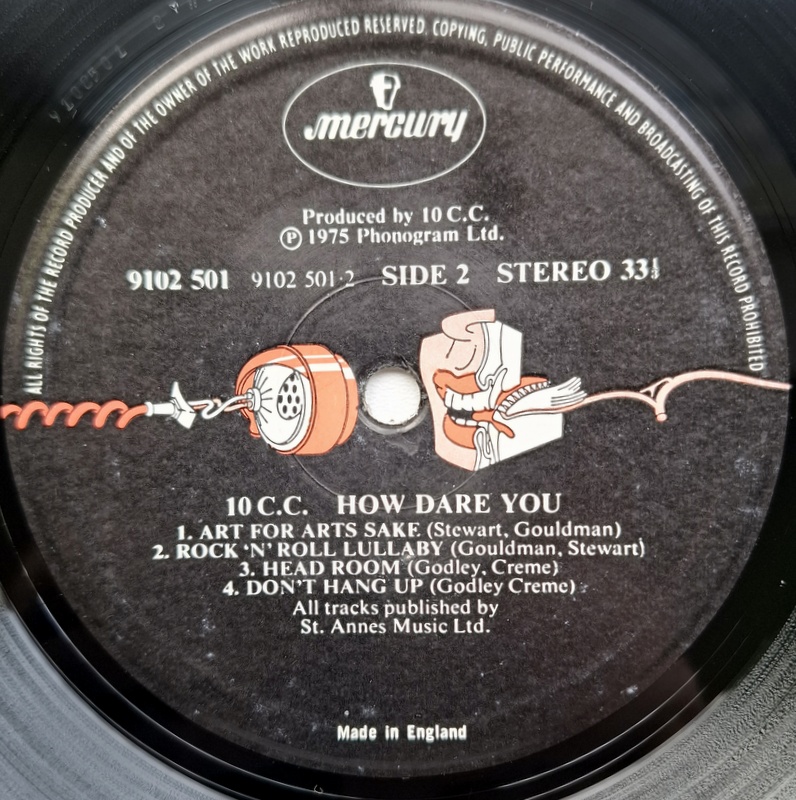 ALL RIGHTS OF THE RECORD PRODUCER AND OF THE OWNER OF THE WORK REPRODUCED RESERVED. COPYING, PUBLIC PERFORMANCE AND BROADCASTING OF THIS RECORD PROHIBITED
mercury
Produced by 10 C.C.
Ⓟ 1975 Phonogram Ltd.
9102 501 9102 501·2 SIDE 2 STEREO 33⅓
10 C.C. HOW DARE YOU
1. ART FOR ARTS SAKE (Stewart, Gouldman)
2. ROCK 'N' ROLL LULLABY (Gouldman, Stewart)
3. HEAD ROOM (Godley, Creme)
4. DON'T HANG UP (Godley Creme)
All tracks published by
St. Annes Music Ltd.
Made in England